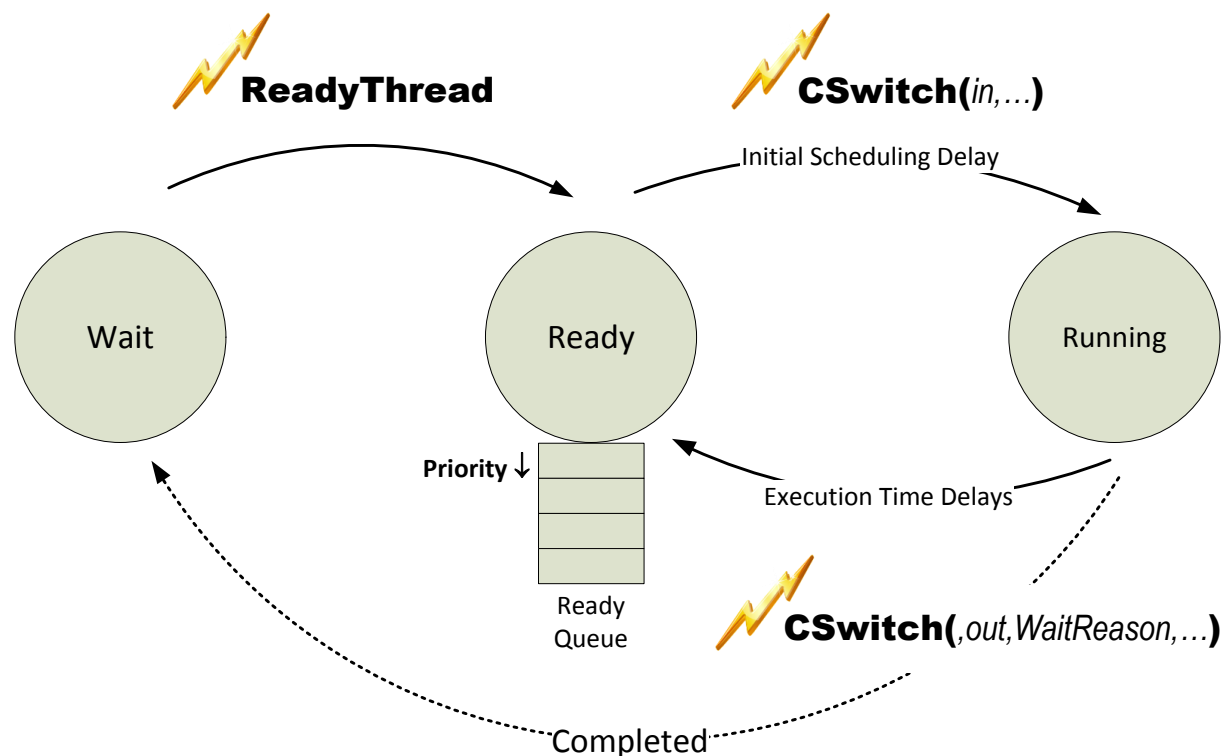 ReadyThread
CSwitch(in,...)
Initial Scheduling Delay
Wait
Ready
Running
Priority ↓
Execution Time Delays
Ready
Queue
CSwitch(,out,WaitReason,...)
Completed